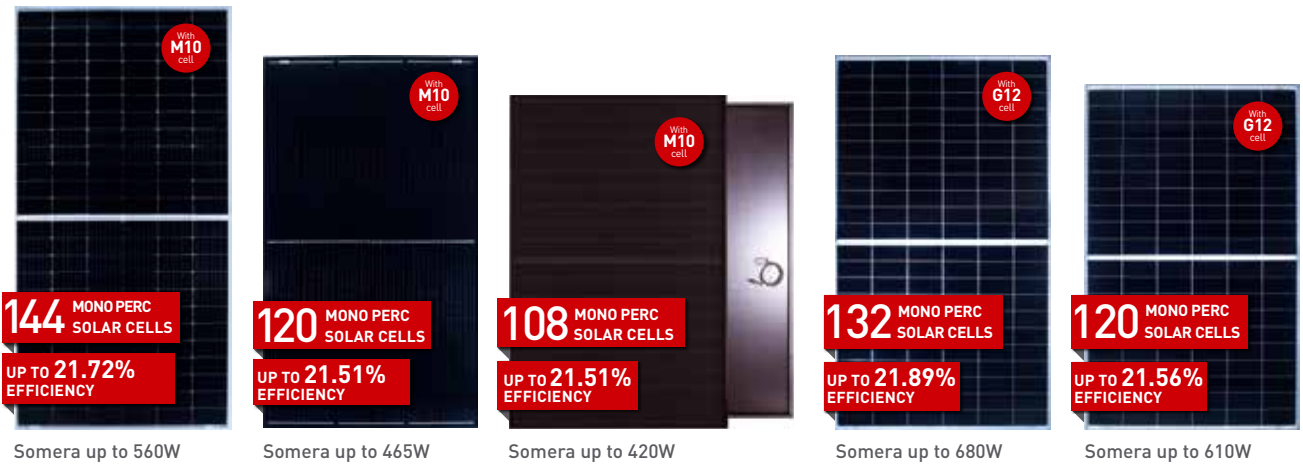 With
M10
cell
144 MONO PERC
SOLAR CELLS
UP TO 21.72%
EFFICIENCY
Somera up to 560W
With
M10
cell
120 MONO PERC
SOLAR CELLS
UP TO 21.51%
EFFICIENCY
Somera up to 465W
With
M10
cell
108 MONO PERC
SOLAR CELLS
UP TO 21.51%
EFFICIENCY
Somera up to 420W
With
G12
cell
132 MONO PERC
SOLAR CELLS
UP TO 21.89%
EFFICIENCY
Somera up to 680W
With
G12
cell
120 MONO PERC
SOLAR CELLS
UP TO 21.56%
EFFICIENCY
Somera up to 610W